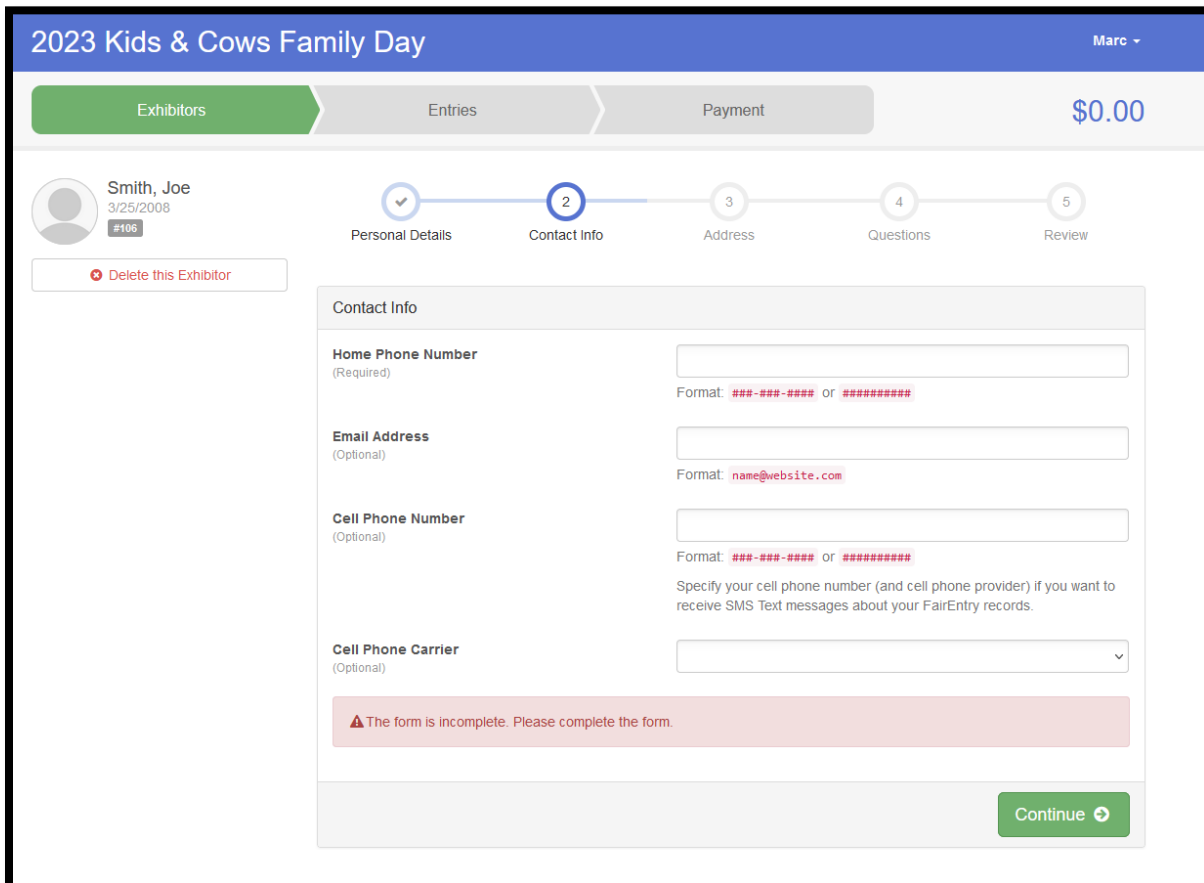 2023 Kids & Cows Family Day
Marc
Exhibitors
Entries
Payment
$0.00
Smith, Joe
3/25/2008
#106
Delete this Exhibitor
2
3
4
5
Personal Details
Contact Info
Address
Questions
Review
Contact Info
Home Phone Number
(Required)
Format: ###-###-#### or ##########
Email Address
(Optional)
Format: name@website.com
Cell Phone Number
(Optional)
Format: ###-###-#### or ##########
Specify your cell phone number (and cell phone provider) if you want to
receive SMS Text messages about your FairEntry records.
Cell Phone Carrier
(Optional)
The form is incomplete. Please complete the form.
Continue